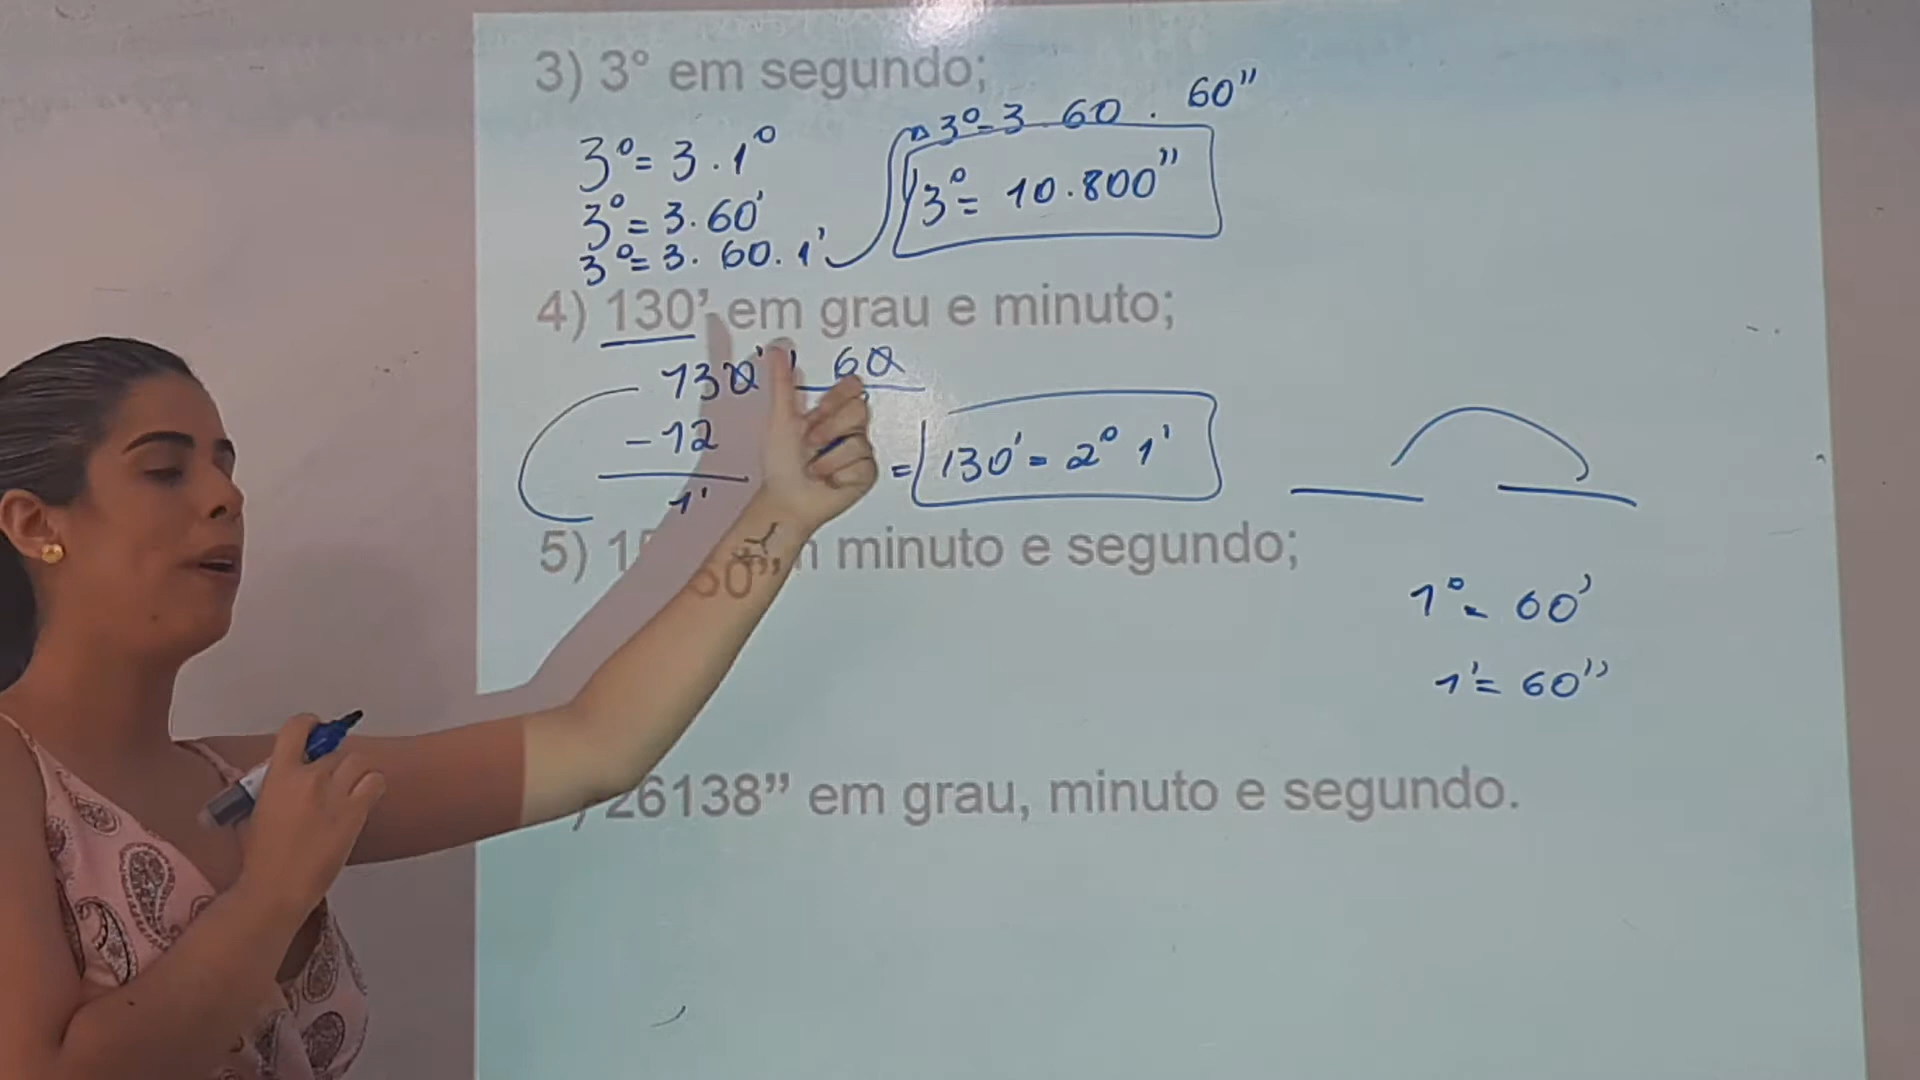 3) 3° em segundo;
3° = 3 . 1°
3° = 3 . 60'
3° = 3 . 60 . 1'
3° = 3 . 60 . 60"
3° = 10.800"
4) 130' em grau e minuto;
130' 60
- 12
1'
= 130' = 2° 1'
5) minuto e segundo;
1° = 60'
1' = 60"
26138” em grau, minuto e segundo.